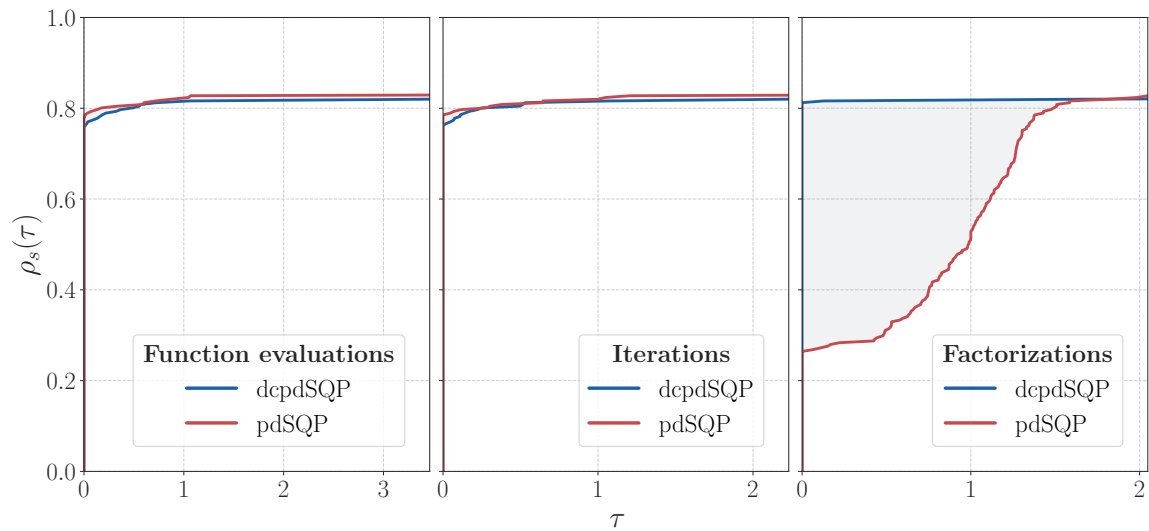 1.0
0.8
0.6
0.4
0.2
0.0
ρₛ(τ)
Function evaluations
dcpdSQP
pdSQP
0 1 2 3
Iterations
dcpdSQP
pdSQP
0 1 2
Factorizations
dcpdSQP
pdSQP
0 1 2
τ